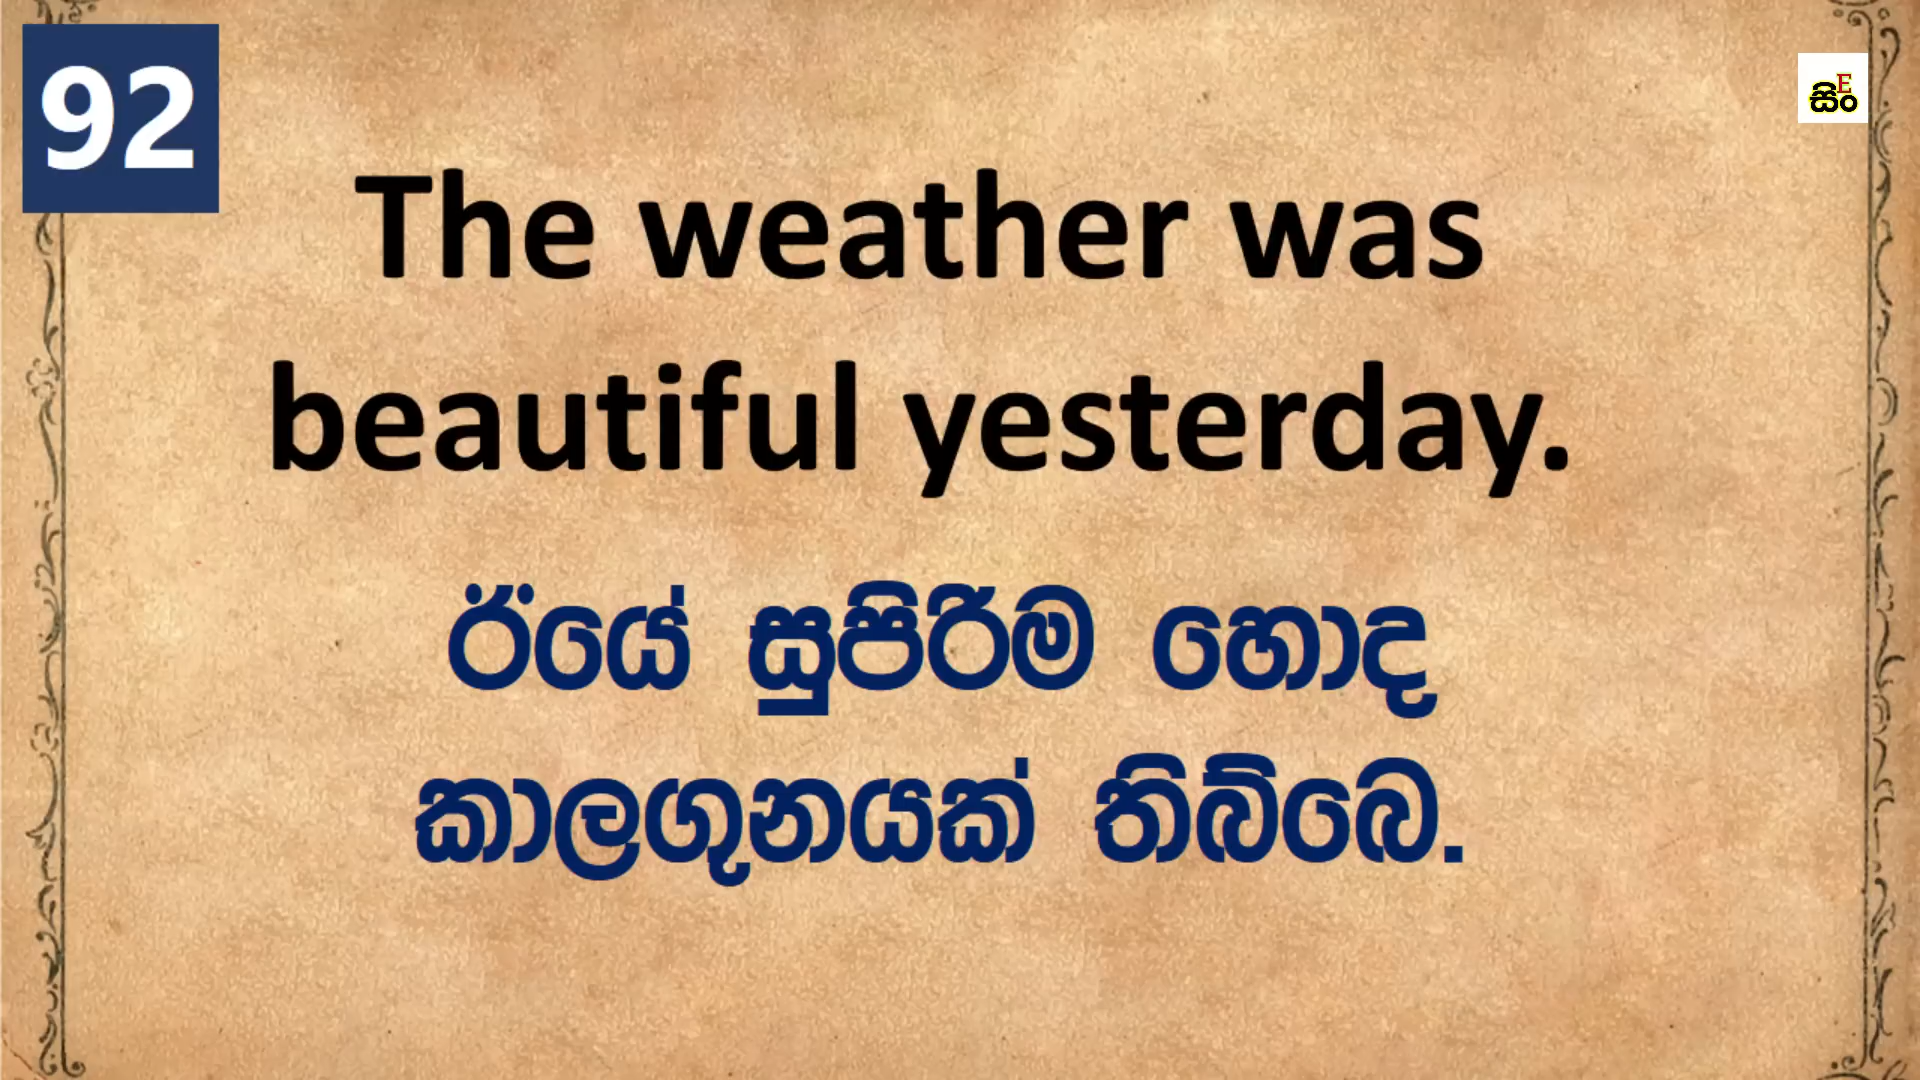 92
සිංE
The weather was
beautiful yesterday.
ඊයේ සුපිරිම හොද
කාලගුනයක් තිබ්බෙ.